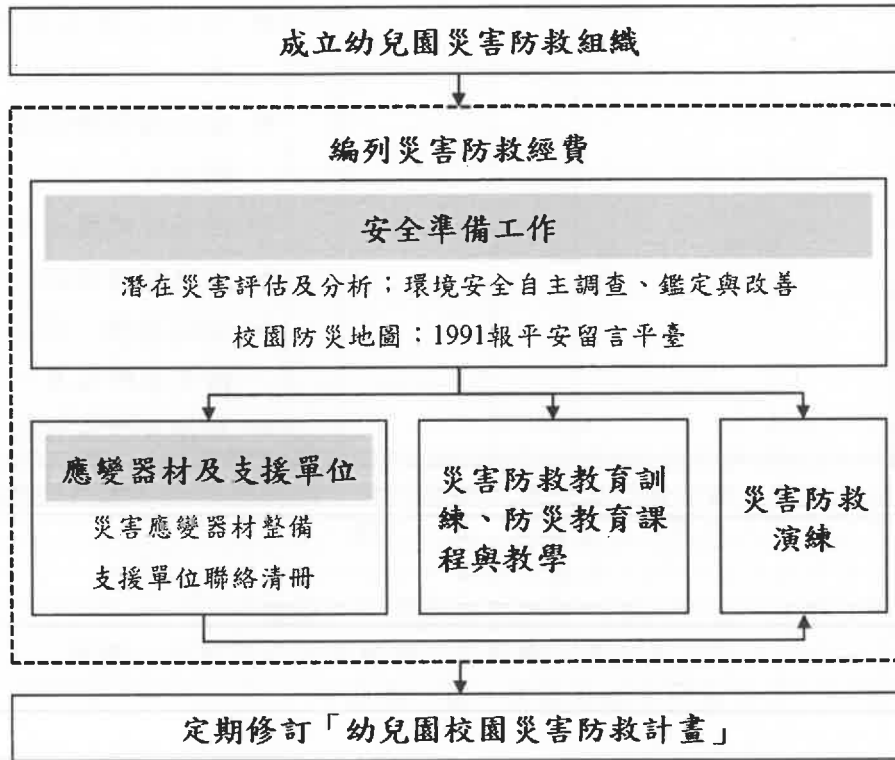 成立幼兒園災害防救組織
編列災害防救經費
安全準備工作
潛在災害評估及分析；環境安全自主調查、鑑定與改善
校園防災地圖：1991報平安留言平臺
應變器材及支援單位
災害應變器材整備
支援單位聯絡清冊
災害防救教育訓
練、防災教育課
程與教學
災害防救
演練
定期修訂「幼兒園校園災害防救計畫」